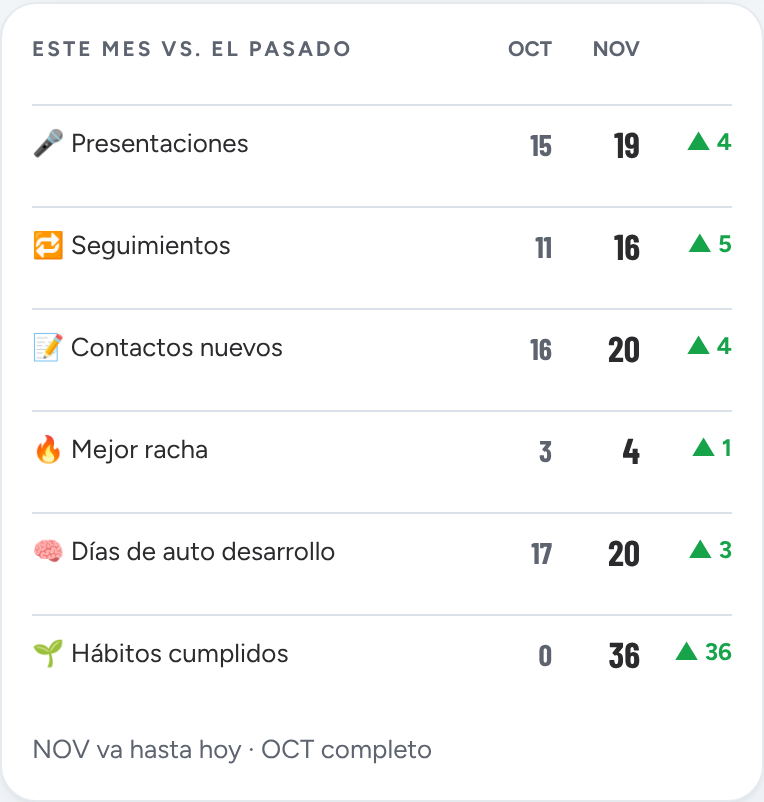 ESTE MES VS. EL PASADO OCT NOV
🎤 Presentaciones 15 19 ▲ 4
🔁 Seguimientos 11 16 ▲ 5
📝 Contactos nuevos 16 20 ▲ 4
🔥 Mejor racha 3 4 ▲ 1
🧠 Días de auto desarrollo 17 20 ▲ 3
🌱 Hábitos cumplidos 0 36 ▲ 36
NOV va hasta hoy · OCT completo